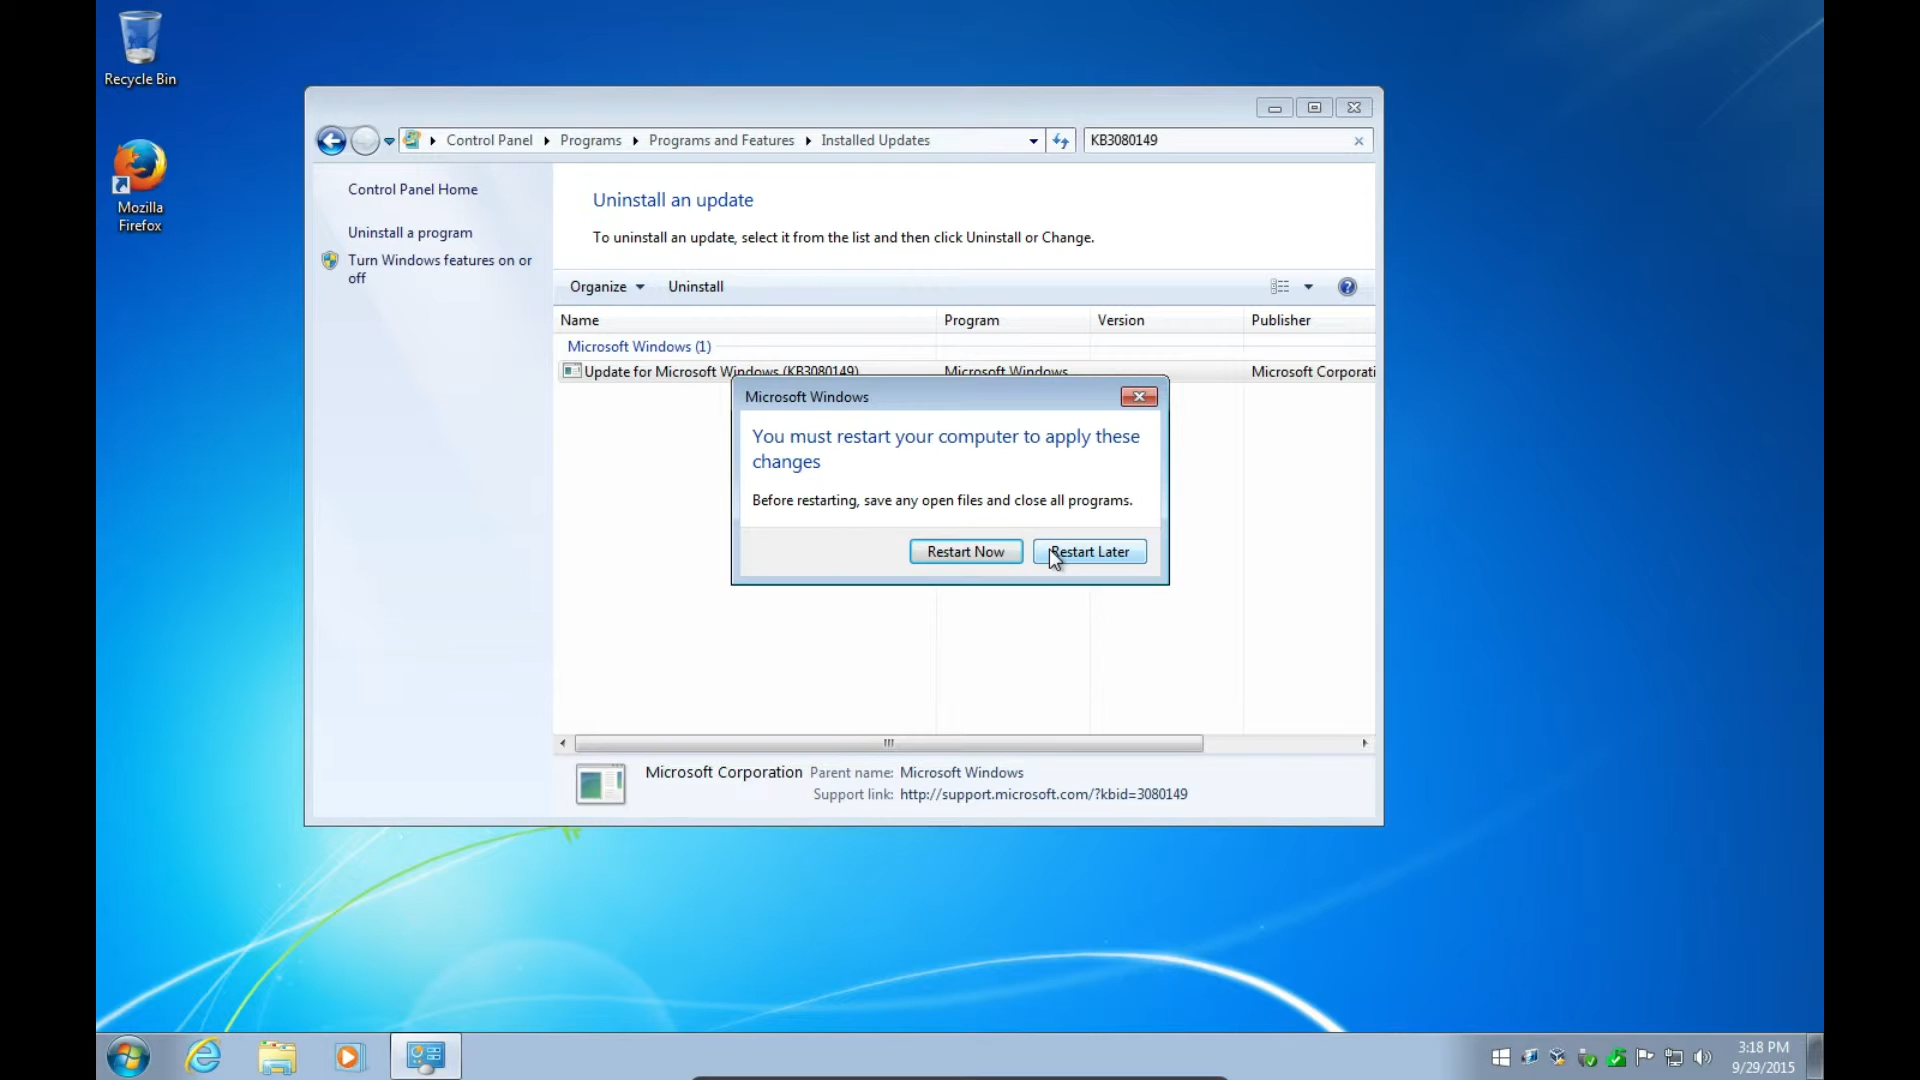 Recycle Bin
Mozilla
Firefox
Control Panel
Programs
Programs and Features
Installed Updates
KB3080149
Control Panel Home
Uninstall a program
Turn Windows features on or
off
Uninstall an update
To uninstall an update, select it from the list and then click Uninstall or Change.
Organize
Uninstall
Name
Program
Version
Publisher
Microsoft Windows (1)
Update for Microsoft Windows (KB3080149)
Microsoft Windows
Microsoft Corporati
Microsoft Windows
You must restart your computer to apply these
changes
Before restarting, save any open files and close all programs.
Restart Now
Restart Later
Microsoft Corporation
Parent name: Microsoft Windows
Support link: http://support.microsoft.com/?kbid=3080149
3:18 PM
9/29/2015